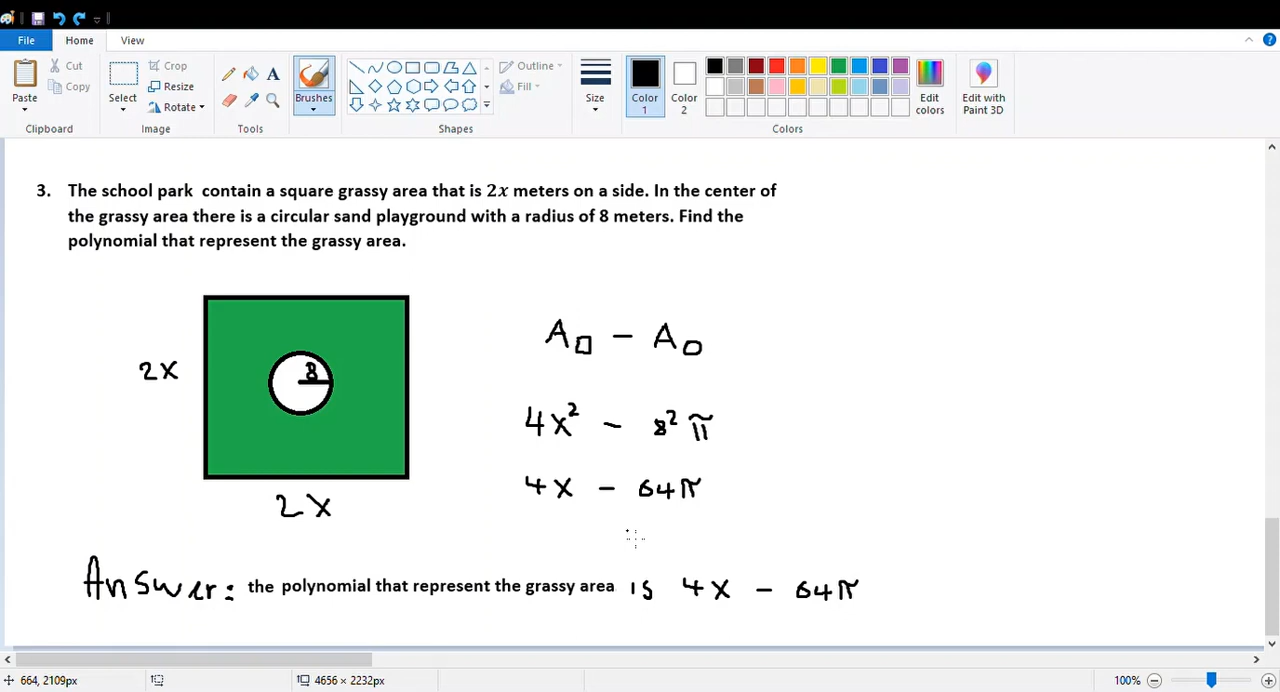 File Home View
Paste Cut Copy Clipboard
Select Crop Resize Rotate Image
A Tools
Brushes
Shapes Outline Fill
Size
Color 1 Color 2 Colors
Edit colors
Edit with Paint 3D
3. The school park contain a square grassy area that is 2x meters on a side. In the center of
the grassy area there is a circular sand playground with a radius of 8 meters. Find the
polynomial that represent the grassy area.
A□ − A○
2x
8
4x² − 8²π
4x − 64π
2x
Answer: the polynomial that represent the grassy area is 4x − 64π
664, 2109px 4656 × 2232px 100%